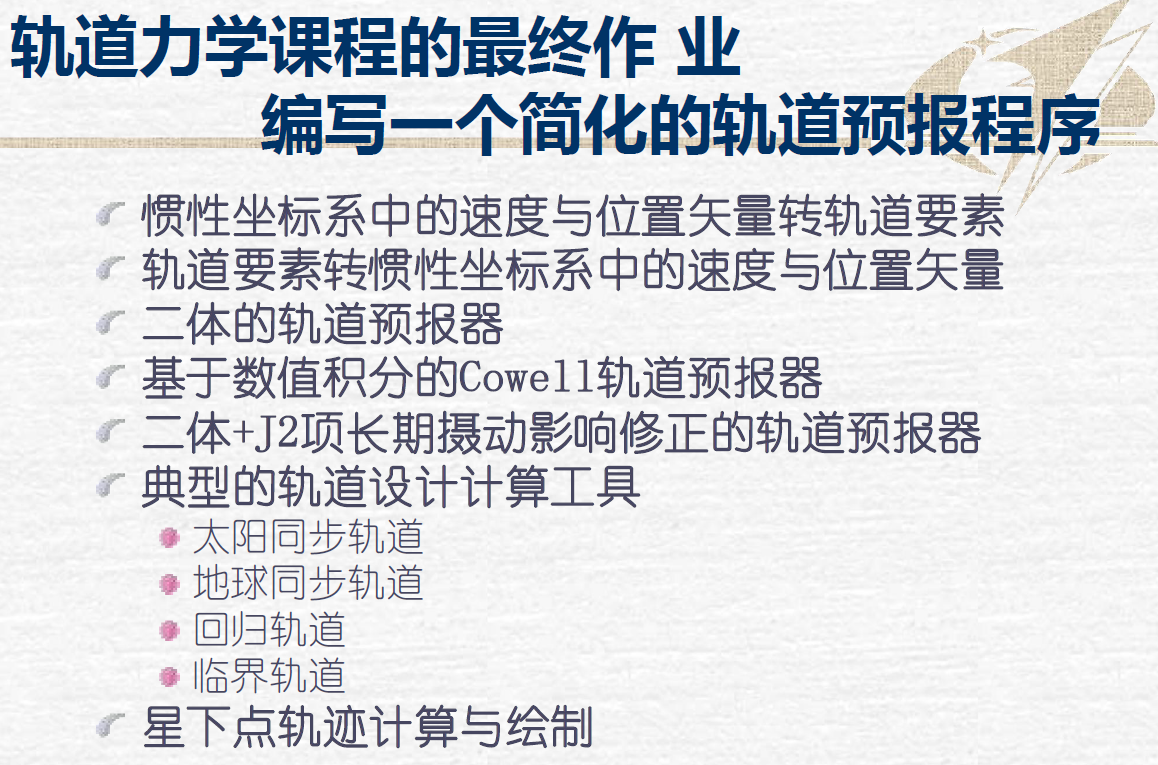 轨道力学课程的最终作 业
编写一个简化的轨道预报程序
惯性坐标系中的速度与位置矢量转轨道要素
轨道要素转惯性坐标系中的速度与位置矢量
二体的轨道预报器
基于数值积分的Cowell轨道预报器
二体+J2项长期摄动影响修正的轨道预报器
典型的轨道设计计算工具
太阳同步轨道
地球同步轨道
回归轨道
临界轨道
星下点轨迹计算与绘制